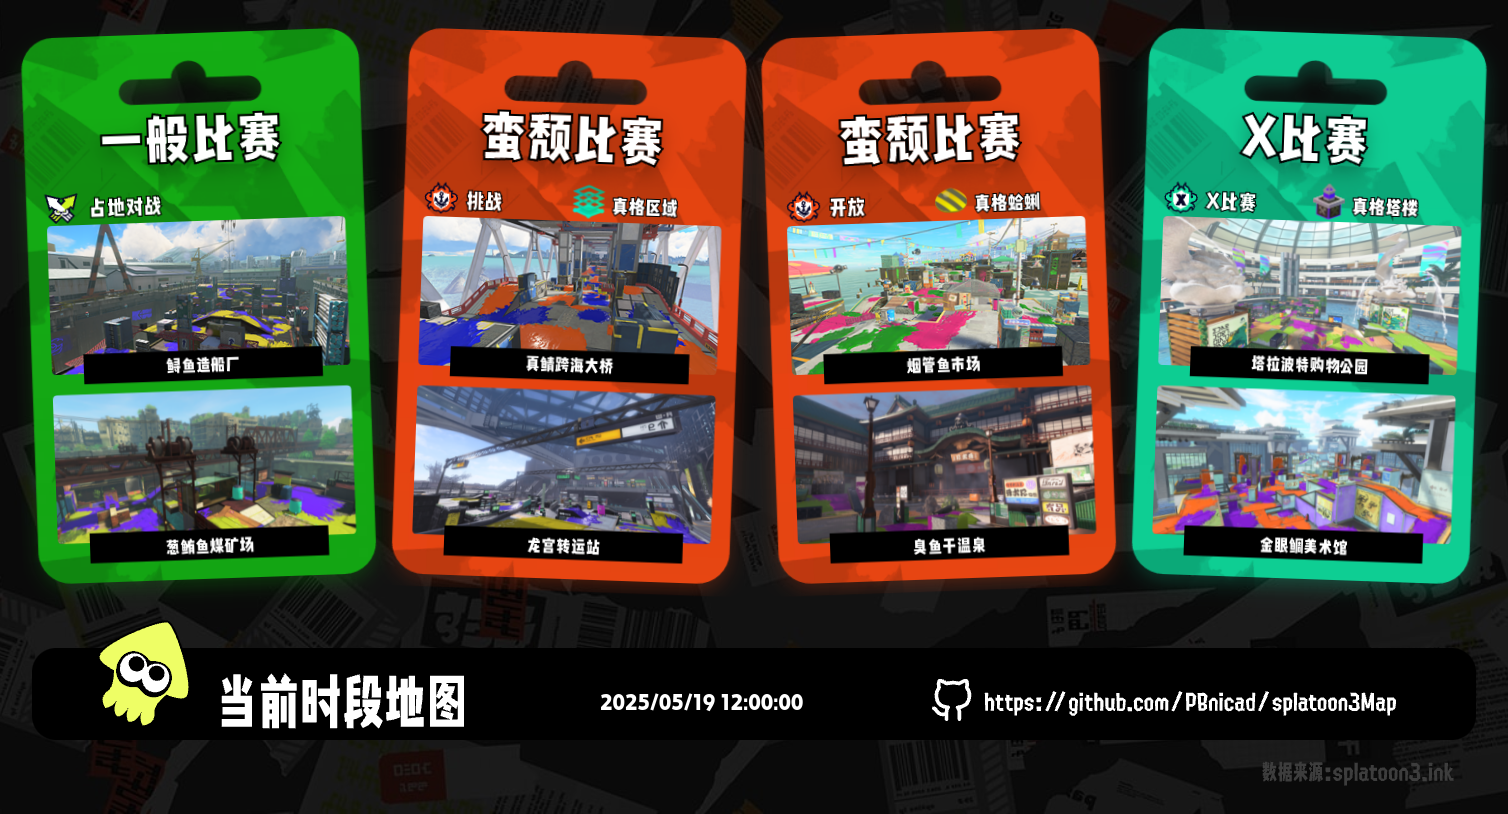 一般比赛
占地对战
鲟鱼造船厂
葱鲔鱼煤矿场
蛮颓比赛
挑战
真格区域
真鲭跨海大桥
龙宫转运站
蛮颓比赛
开放
真格蛤蜊
烟管鱼市场
臭鱼干温泉
X比赛
X比赛
真格塔楼
塔拉波特购物公园
金眼鲷美术馆
当前时段地图
2025/05/19 12:00:00
https://github.com/PBnicad/splatoon3Map
数据来源:splatoon3.ink